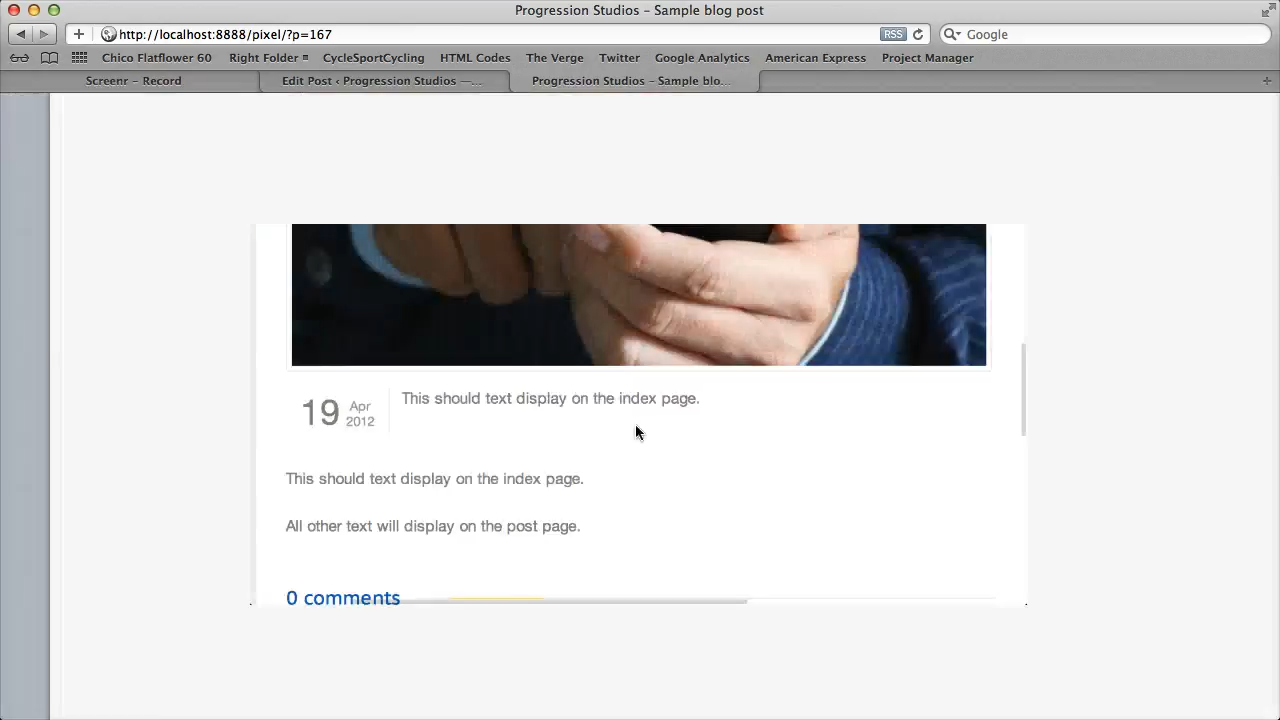 Progression Studios – Sample blog post
http://localhost:8888/pixel/?p=167
RSS
Google
Chico Flatflower 60 Right Folder CycleSportCycling HTML Codes The Verge Twitter Google Analytics American Express Project Manager
Screenr – Record Edit Post ‹ Progression Studios —... Progression Studios – Sample blo...
19 Apr 2012
This should text display on the index page.
This should text display on the index page.
All other text will display on the post page.
0 comments